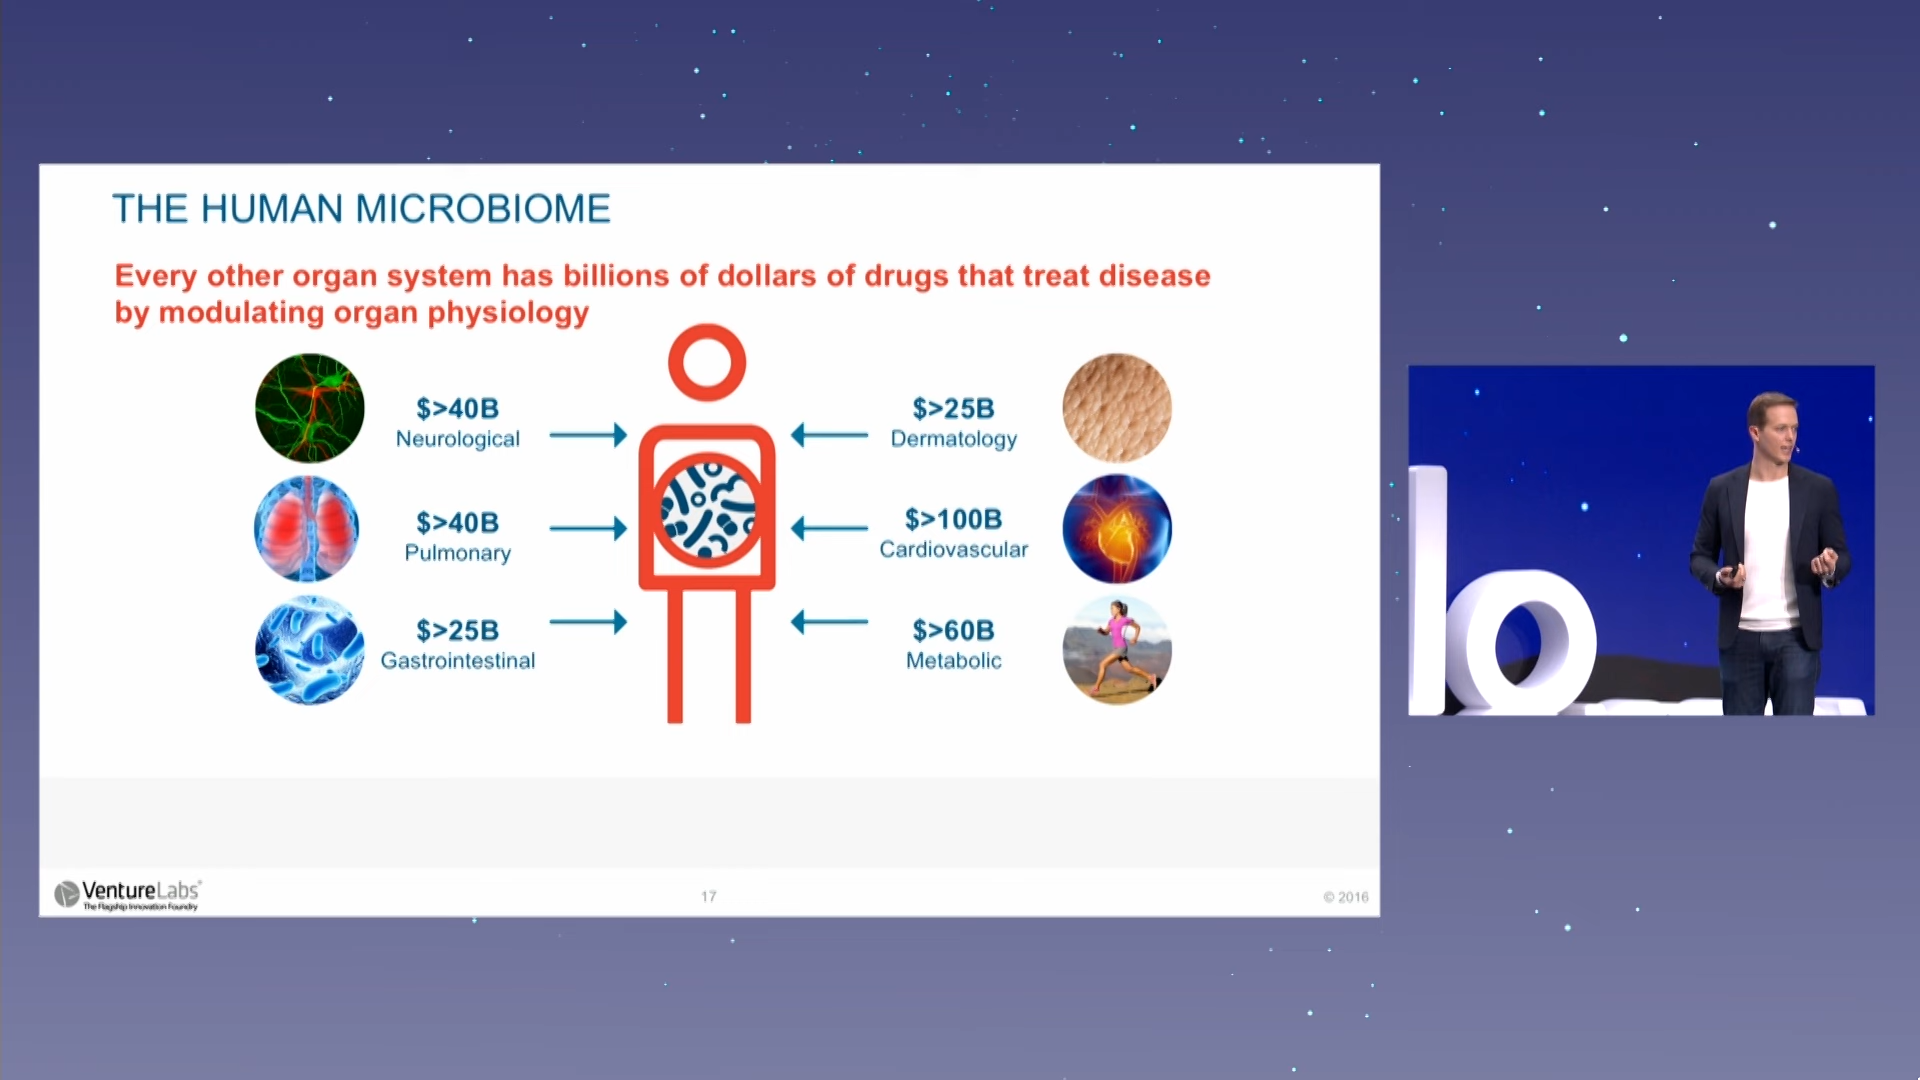 THE HUMAN MICROBIOME
Every other organ system has billions of dollars of drugs that treat disease
by modulating organ physiology
$>40B
Neurological
$>40B
Pulmonary
$>25B
Gastrointestinal
$>25B
Dermatology
$>100B
Cardiovascular
$>60B
Metabolic
VentureLabs®
The Flagship Innovation Foundry
17
© 2016
lo